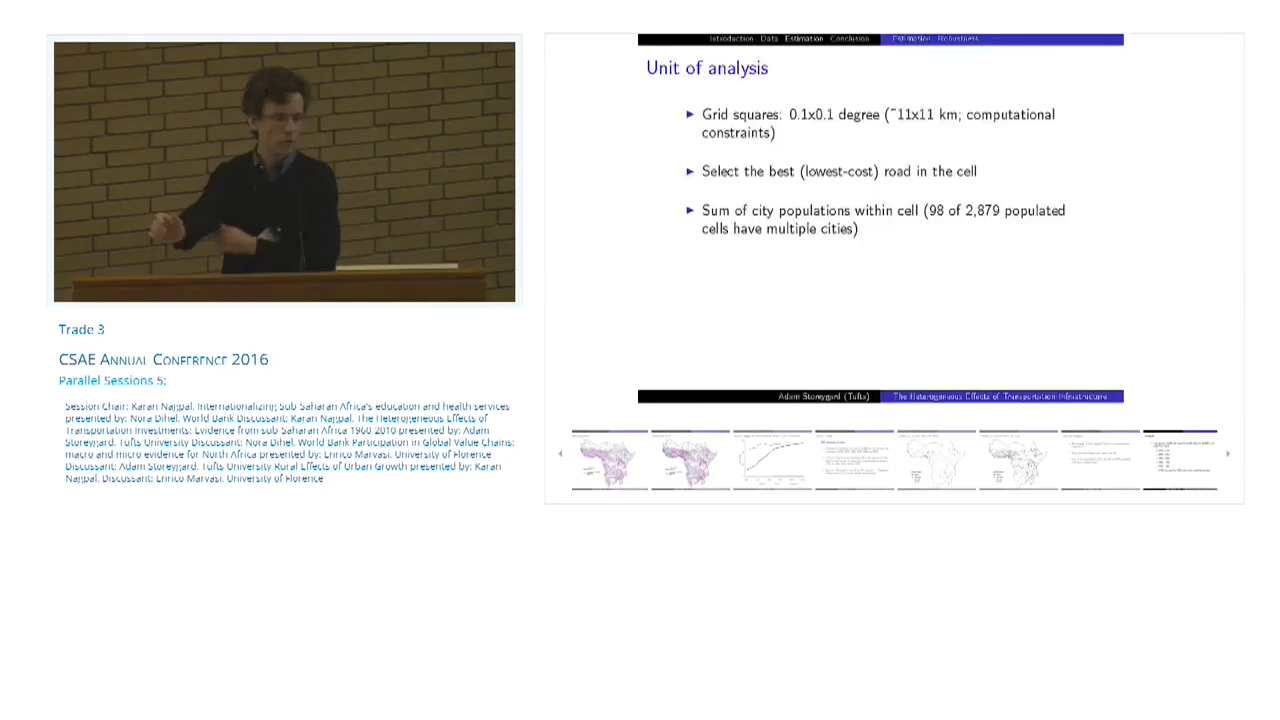 Introduction Data Estimation Conclusion Estimation Robustness
Unit of analysis
Grid squares: 0.1x0.1 degree (~11x11 km; computational
constraints)
Select the best (lowest-cost) road in the cell
Sum of city populations within cell (98 of 2,879 populated
cells have multiple cities)
Adam Storeygard (Tufts) The Heterogeneous Effects of Transportation Infrastructure
Trade 3
CSAE Annual Conference 2016
Parallel Sessions 5:
Session Chair: Karan Nagpal. Internationalizing Sub Saharan Africa's education and health services
presented by: Nora Dihel, World Bank Discussant: Karan Nagpal. The Heterogeneous Effects of
Transportation Investments: Evidence from sub Saharan Africa 1960-2010 presented by: Adam
Storeygard, Tufts University Discussant: Nora Dihel, World Bank Participation in Global Value Chains:
macro and micro evidence for North Africa presented by: Enrico Marvasi, University of Florence
Discussant: Adam Storeygard, Tufts University Rural Effects of Urban Growth presented by: Karan
Nagpal, Discussant: Enrico Marvasi, University of Florence